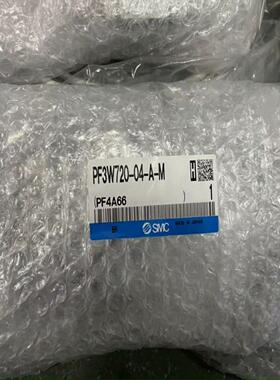 PF3W720-04-A-M H
(PF4A66 ) 1
SMC MADE IN JAPAN